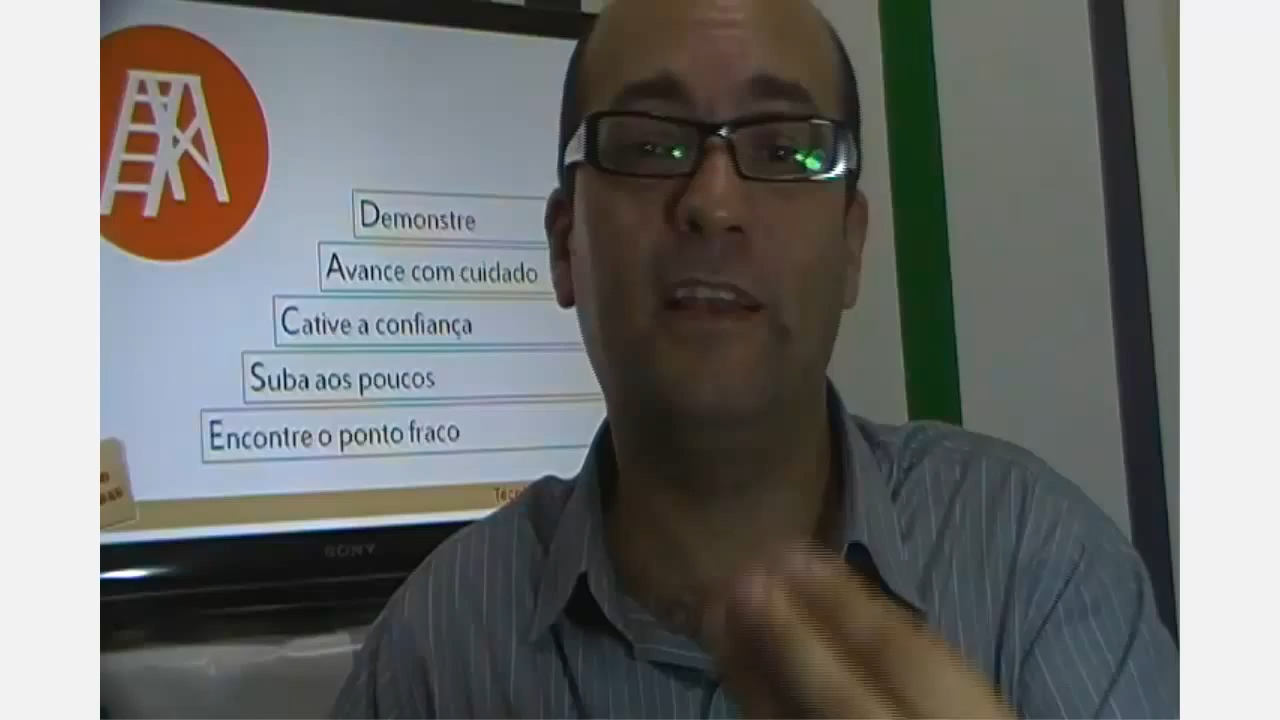 Demonstre
Avance com cuidado
Cative a confiança
Suba aos poucos
Encontre o ponto fraco
SONY